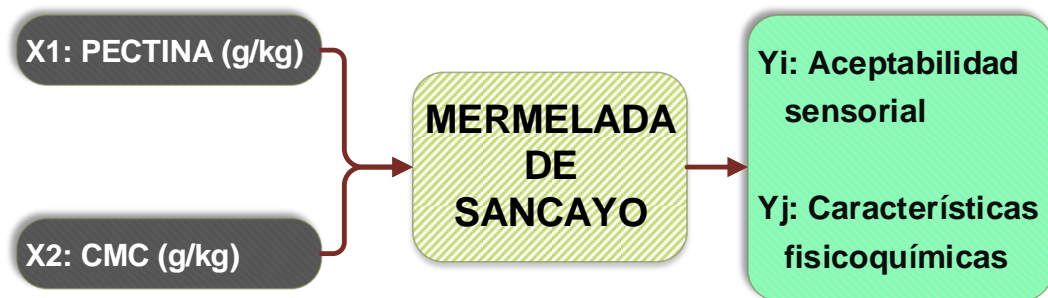 X1: PECTINA (g/kg)
X2: CMC (g/kg)
MERMELADA
DE
SANCAYO
Yi: Aceptabilidad
sensorial
Yj: Características
fisicoquímicas